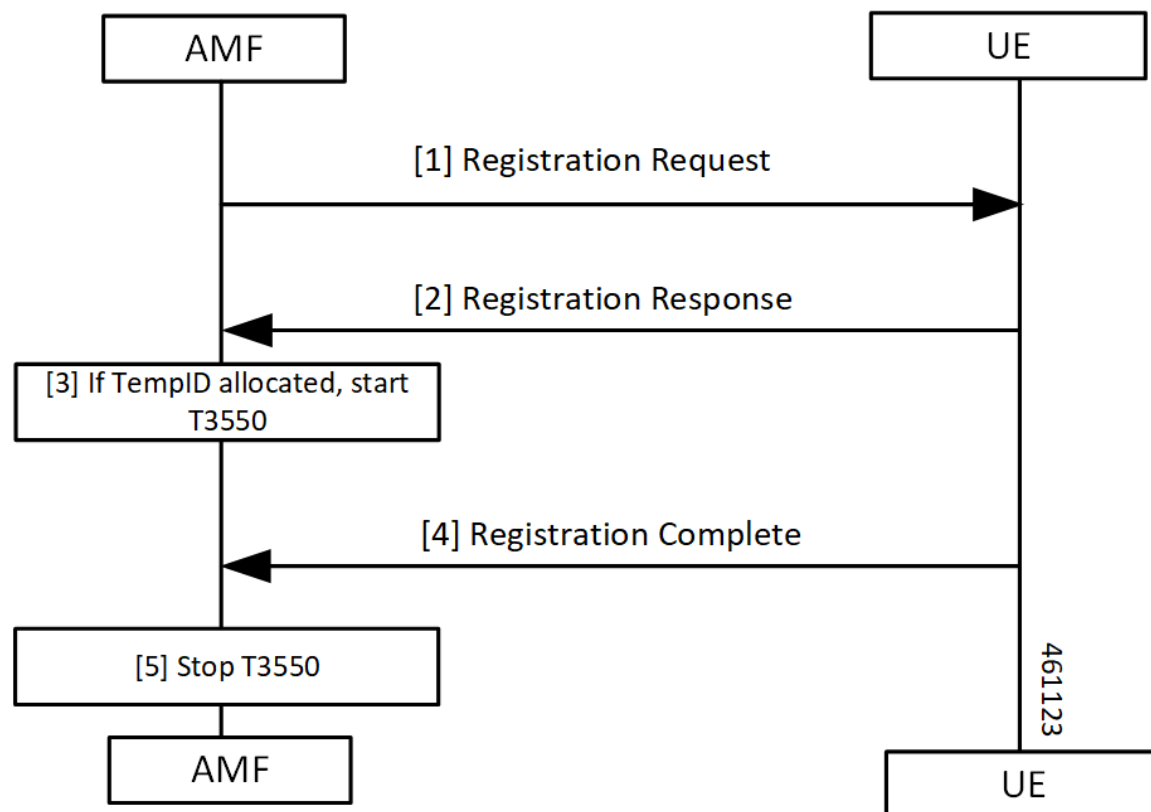 AMF
UE
[1] Registration Request
[2] Registration Response
[3] If TempID allocated, start
T3550
[4] Registration Complete
[5] Stop T3550
461123
AMF
UE